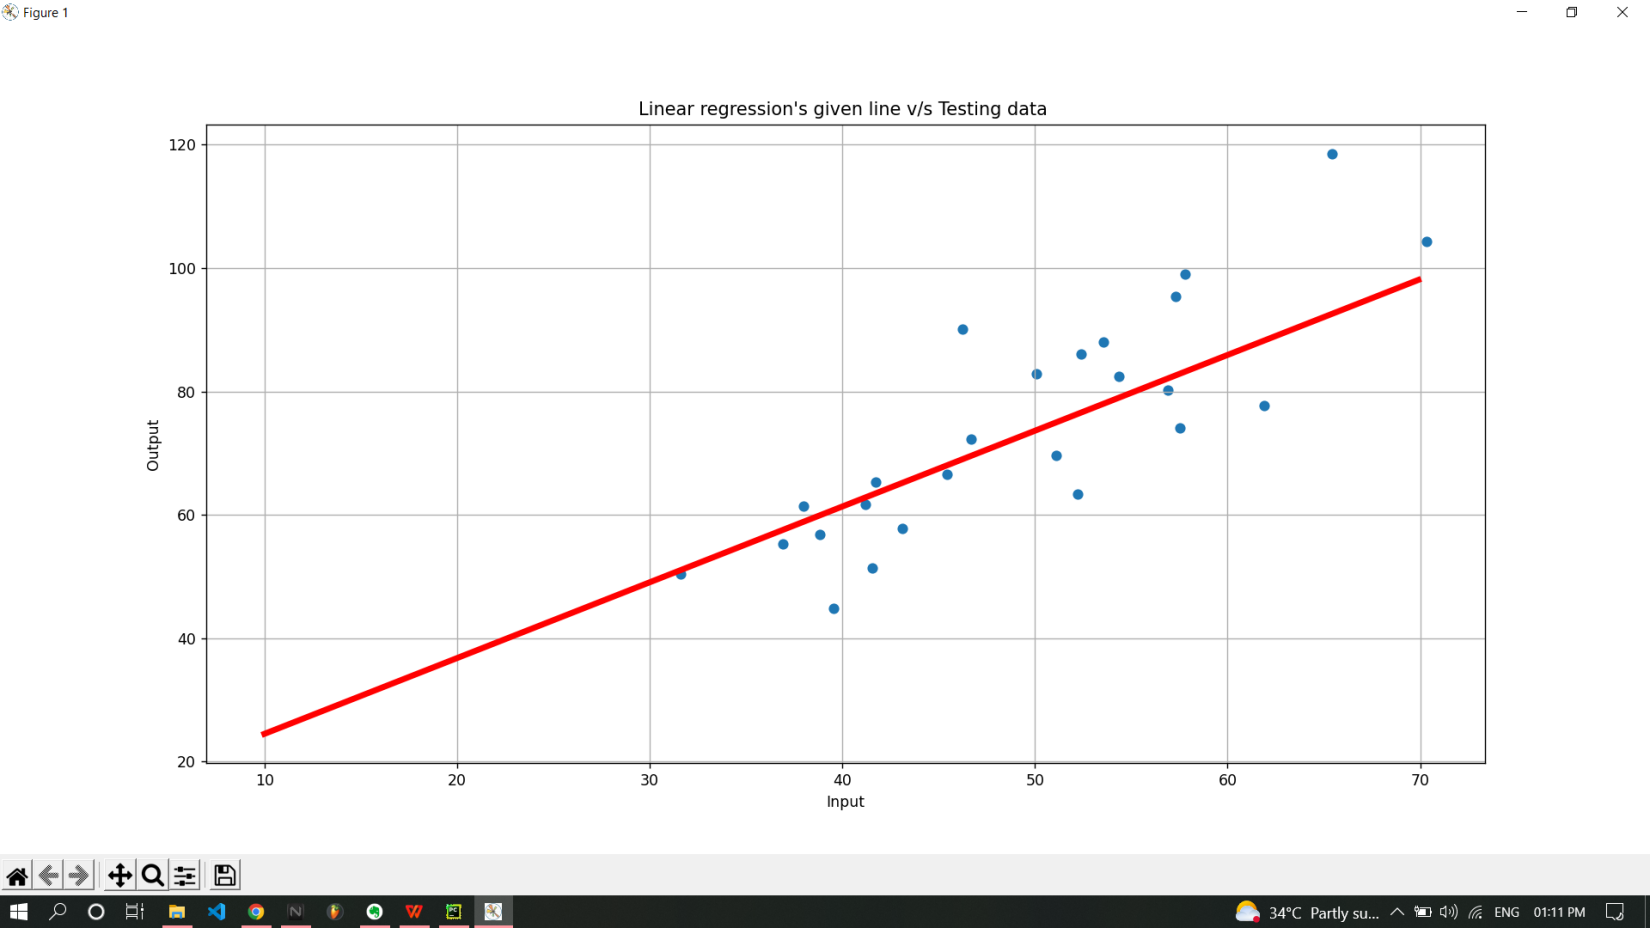 Figure 1
Linear regression's given line v/s Testing data
120
100
80
60
40
20
Output
10 20 30 40 50 60 70
Input
34°C Partly su... ENG 01:11 PM